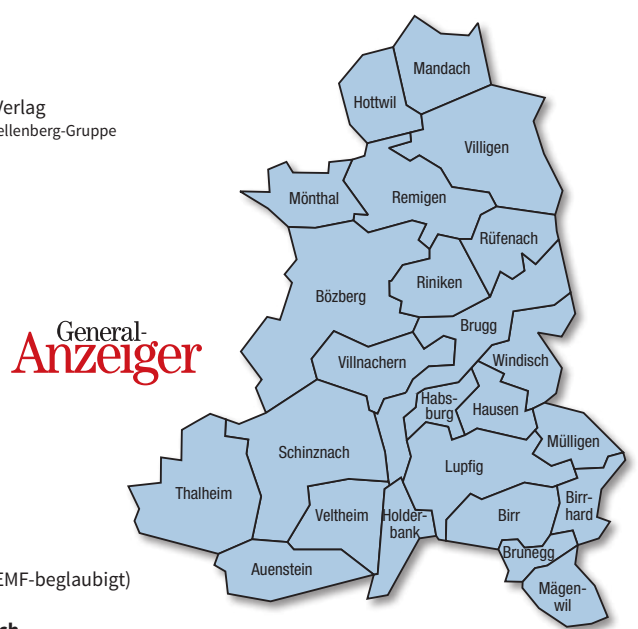 Verlag
ellenberg-Gruppe
General-
Anzeiger
EMF-beglaubigt)
Mandach
Hottwil
Villigen
Mönthal
Remigen
Rüfenach
Riniken
Bözberg
Brugg
Villnachern
Windisch
Habs-
burg
Hausen
Mülligen
Schinznach
Lupfig
Thalheim
Veltheim
Holder-
bank
Birr
Birr-
hard
Auenstein
Brunegg
Mägen-
wil